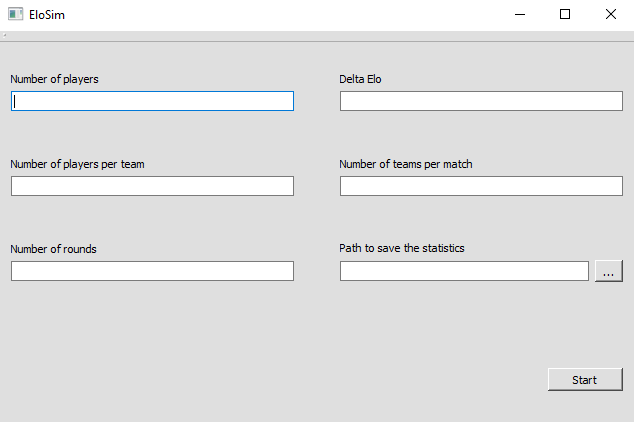 EloSim
Number of players
Delta Elo
Number of players per team
Number of teams per match
Number of rounds
Path to save the statistics
...
Start